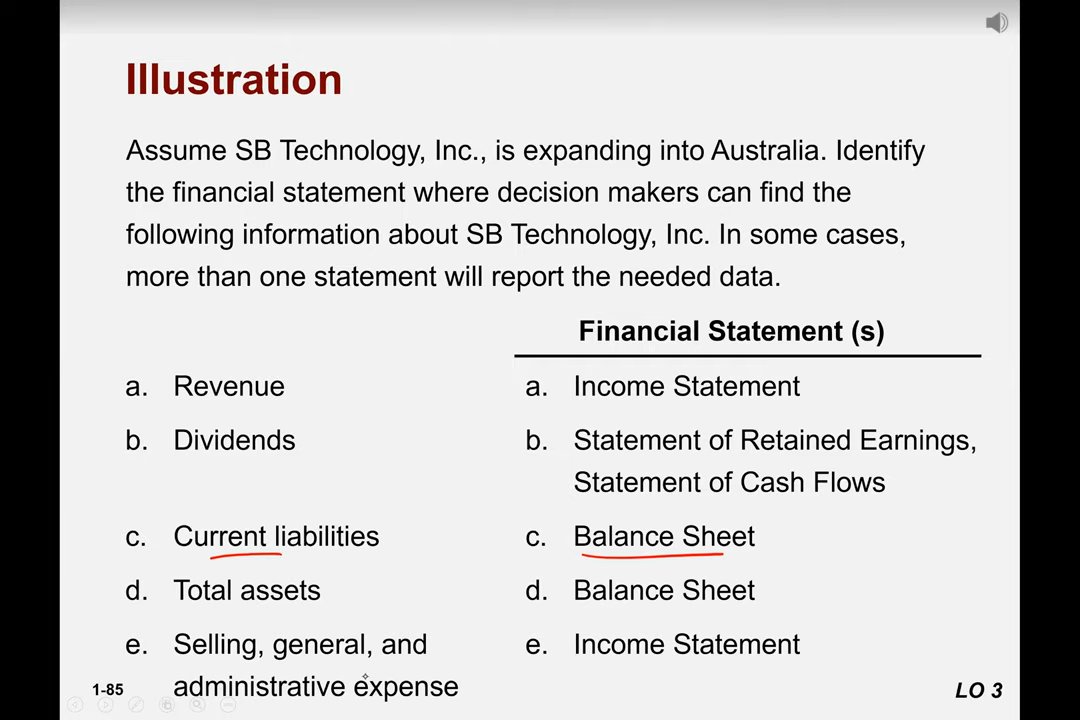 Illustration
Assume SB Technology, Inc., is expanding into Australia. Identify
the financial statement where decision makers can find the
following information about SB Technology, Inc. In some cases,
more than one statement will report the needed data.
Financial Statement (s)
a. Revenue a. Income Statement
b. Dividends b. Statement of Retained Earnings,
Statement of Cash Flows
c. Current liabilities c. Balance Sheet
d. Total assets d. Balance Sheet
e. Selling, general, and e. Income Statement
administrative expense
1-85 LO 3